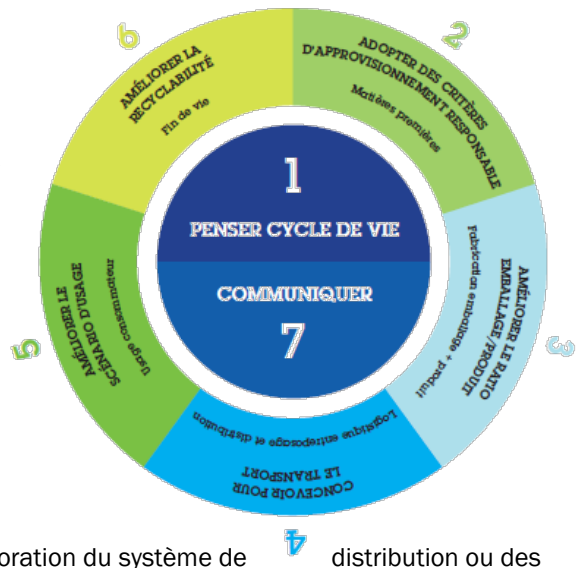 1
PENSER CYCLE DE VIE
COMMUNIQUER
7
2
ADOPTER DES CRITÈRES
D'APPROVISIONNEMENT RESPONSABLE
Matières premières
3
AMÉLIORER LE RATIO
EMBALLAGE/PRODUIT
Fabrication emballage + produit
4
CONCEVOIR POUR
LE TRANSPORT
Logistique entreposage et distribution
5
AMÉLIORER LE
SCÉNARIO D'USAGE
Usage consommateur
6
AMÉLIORER LA
RECYCLABILITÉ
Fin de vie
oration du système de distribution ou des